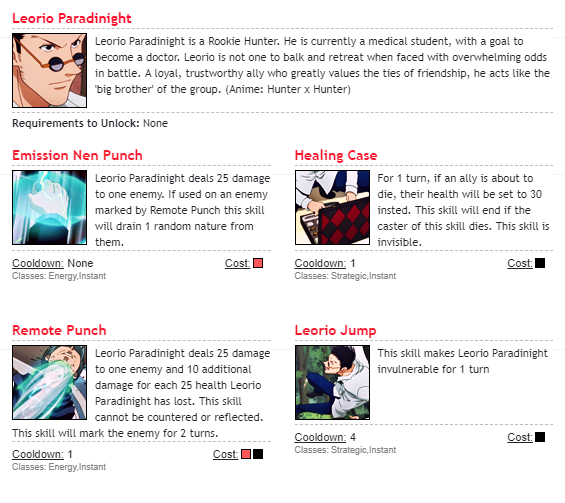 Leorio Paradinight
Leorio Paradinight is a Rookie Hunter. He is currently a medical student, with a goal to
become a doctor. Leorio is not one to balk and retreat when faced with overwhelming odds
in battle. A loyal, trustworthy ally who greatly values the ties of friendship, he acts like the
'big brother' of the group. (Anime: Hunter x Hunter)
Requirements to Unlock: None
Emission Nen Punch
Leorio Paradinight deals 25 damage
to one enemy. If used on an enemy
marked by Remote Punch this skill
will drain 1 random nature from
them.
Cooldown: None
Cost:
Classes: Energy,Instant
Healing Case
For 1 turn, if an ally is about to
die, their health will be set to 30
insted. This skill will end if the
caster of this skill dies. This skill is
invisible.
Cooldown: 1
Cost:
Classes: Strategic,Instant
Remote Punch
Leorio Paradinight deals 25 damage
to one enemy and 10 additional
damage for each 25 health Leorio
Paradinight has lost. This skill
cannot be countered or reflected.
This skill will mark the enemy for 2 turns.
Cooldown: 1
Cost:
Classes: Energy,Instant
Leorio Jump
This skill makes Leorio Paradinight
invulnerable for 1 turn
Cooldown: 4
Cost:
Classes: Strategic,Instant